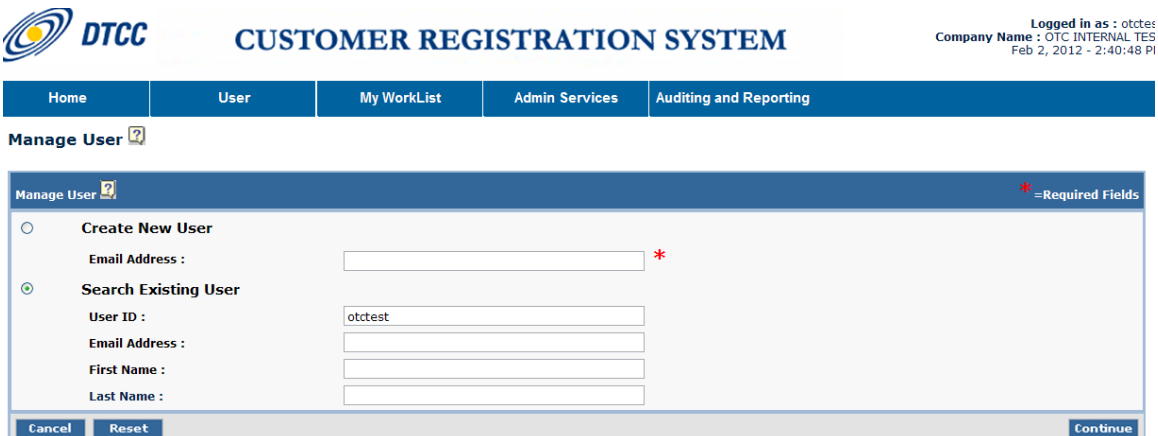 DTCC
CUSTOMER REGISTRATION SYSTEM
Logged in as : otctes
Company Name : OTC INTERNAL TES
Feb 2, 2012 - 2:40:48 P
Home User My WorkList Admin Services Auditing and Reporting
Manage User ?
Manage User ? * =Required Fields
Create New User
Email Address : *
Search Existing User
User ID : otctest
Email Address :
First Name :
Last Name :
Cancel Reset Continue